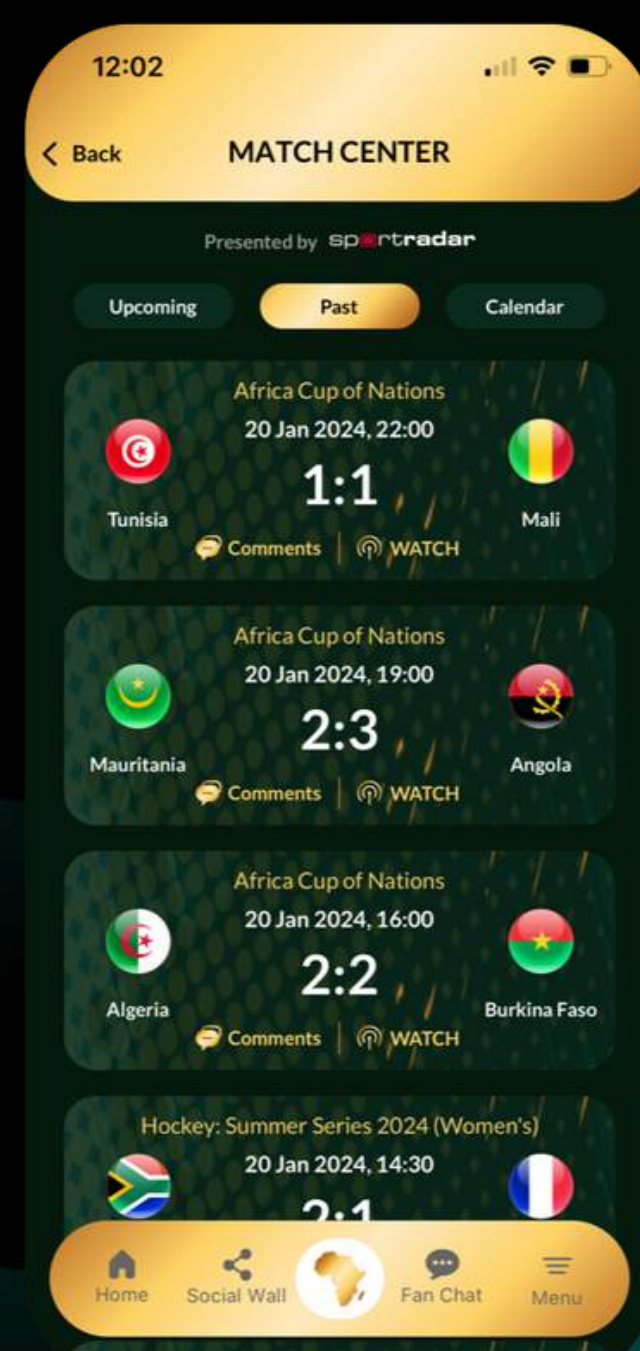 12:02
Back
MATCH CENTER
Presented by sportradar
Upcoming
Past
Calendar
Africa Cup of Nations
20 Jan 2024, 22:00
1:1
Tunisia
Mali
Comments
WATCH
Africa Cup of Nations
20 Jan 2024, 19:00
2:3
Mauritania
Angola
Comments
WATCH
Africa Cup of Nations
20 Jan 2024, 16:00
2:2
Algeria
Burkina Faso
Comments
WATCH
Hockey: Summer Series 2024 (Women's)
20 Jan 2024, 14:30
2:1
Home
Social Wall
Fan Chat
Menu